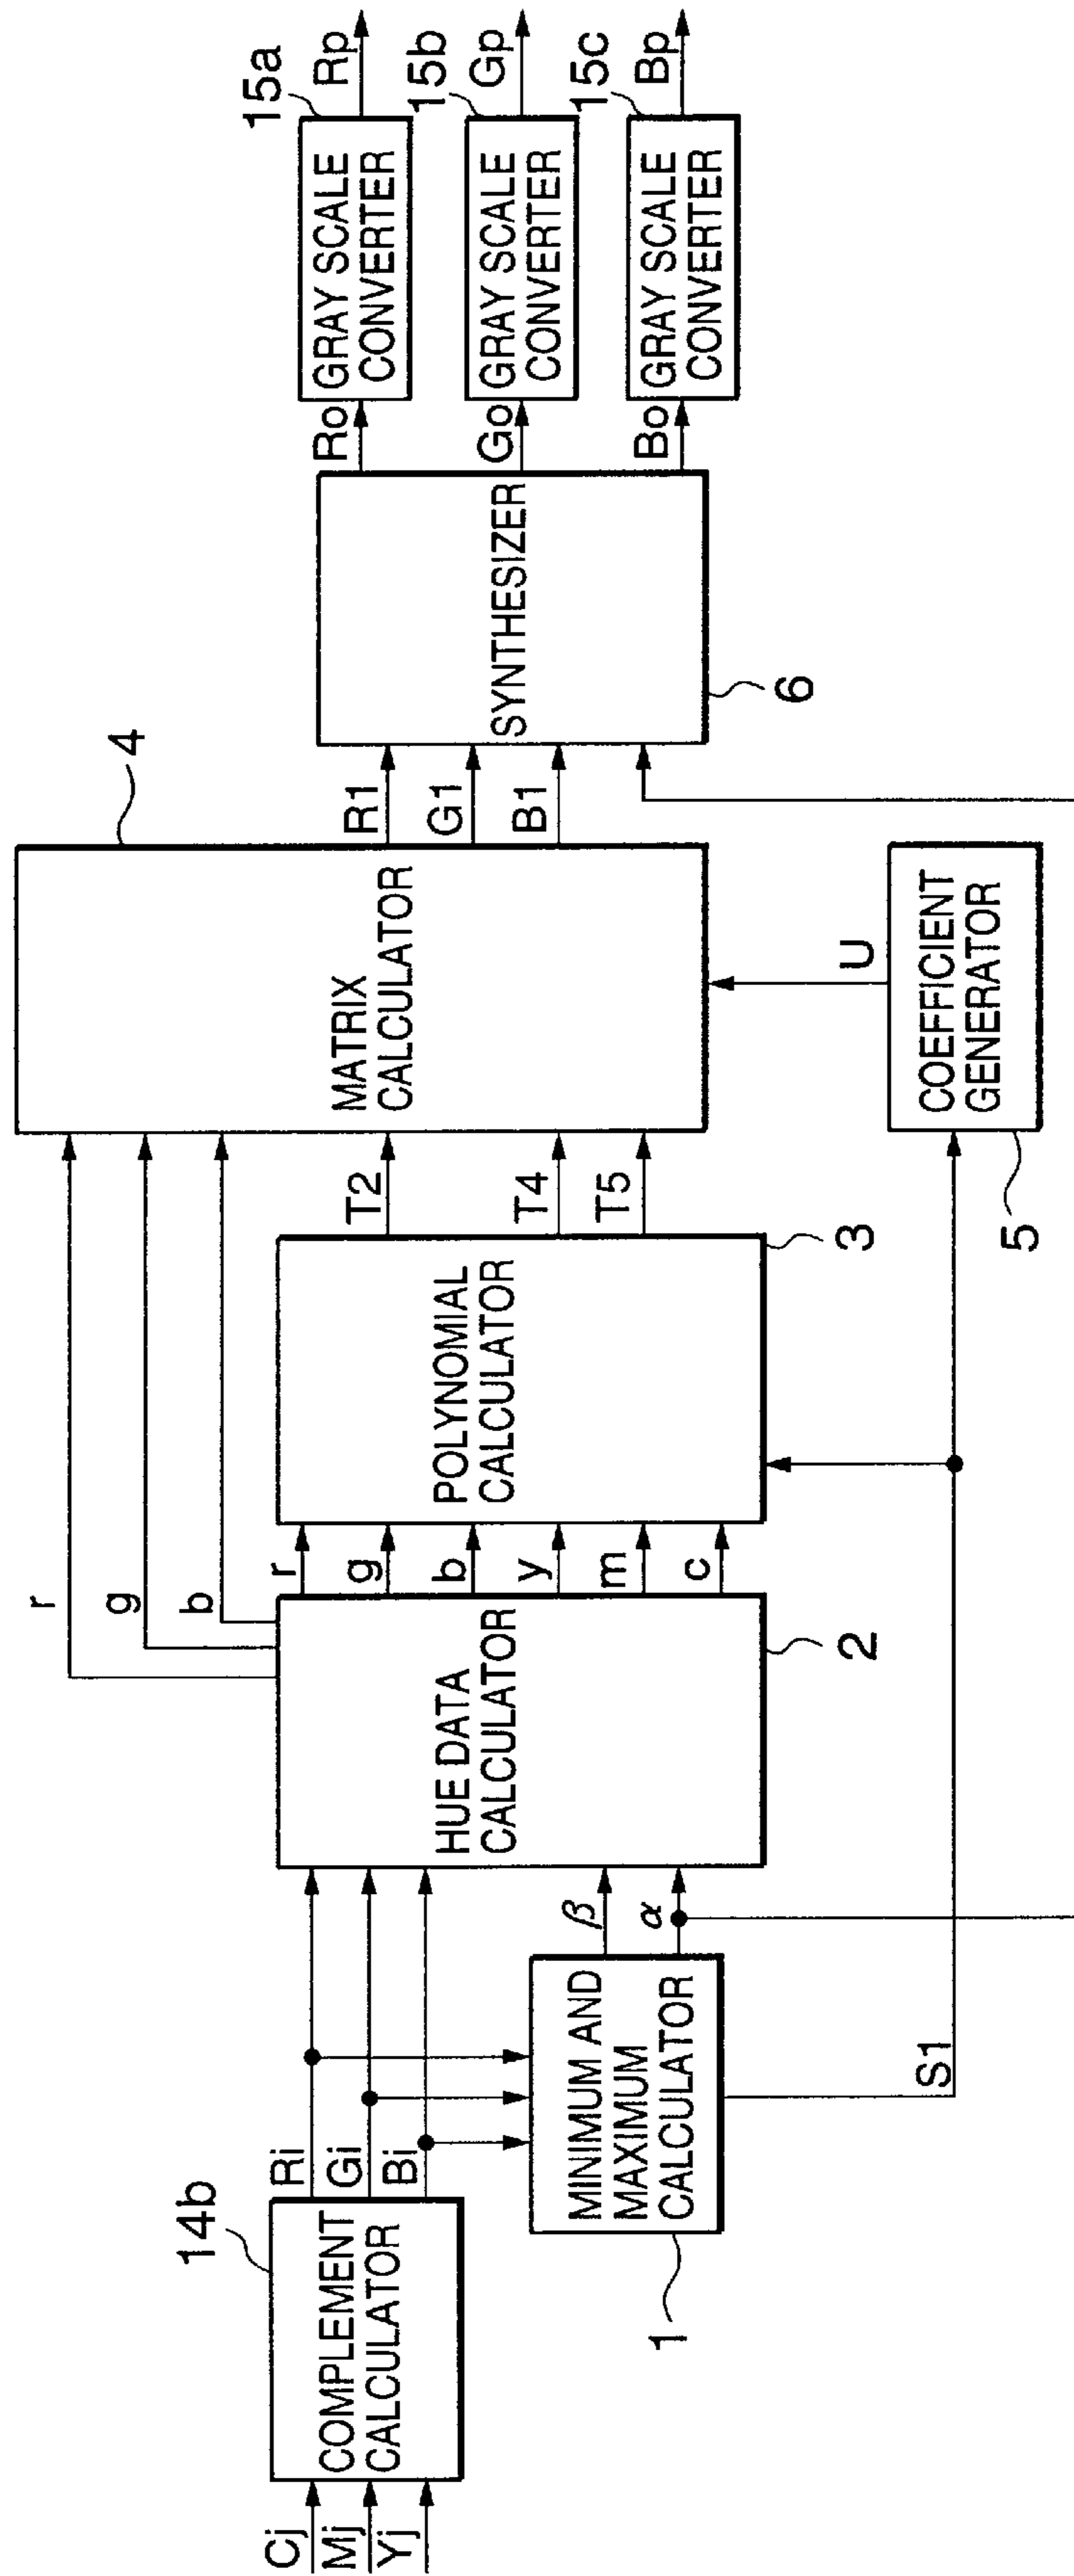 Cj
Mj
Yj
14b
COMPLEMENT
CALCULATOR
Ri
Gi
Bi
MINIMUM AND
MAXIMUM
CALCULATOR
1
S1
β
α
HUE DATA
CALCULATOR
2
r
g
b
r
g
b
y
m
c
POLYNOMIAL
CALCULATOR
3
T2
T4
T5
MATRIX
CALCULATOR
4
U
COEFFICIENT
GENERATOR
5
R1
G1
B1
SYNTHESIZER
6
Ro
Go
Bo
GRAY SCALE
CONVERTER
15a
Rp
GRAY SCALE
CONVERTER
15b
Gp
GRAY SCALE
CONVERTER
15c
Bp